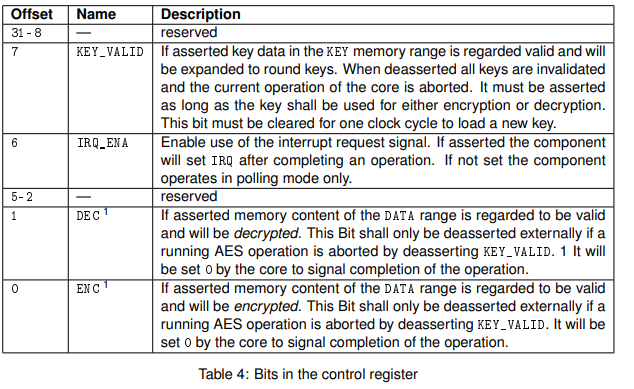 Offset Name Description
31-8 — reserved
7 KEY_VALID If asserted key data in the KEY memory range is regarded valid and will
be expanded to round keys. When deasserted all keys are invalidated
and the current operation of the core is aborted. It must be asserted
as long as the key shall be used for either encryption or decryption.
This bit must be cleared for one clock cycle to load a new key.
6 IRQ_ENA Enable use of the interrupt request signal. If asserted the component
will set IRQ after completing an operation. If not set the component
operates in polling mode only.
5-2 — reserved
1 DEC 1 If asserted memory content of the DATA range is regarded to be valid
and will be decrypted. This Bit shall only be deasserted externally if a
running AES operation is aborted by deasserting KEY_VALID. 1 It will
be set 0 by the core to signal completion of the operation.
0 ENC 1 If asserted memory content of the DATA range is regarded to be valid
and will be encrypted. This Bit shall only be deasserted externally if a
running AES operation is aborted by deasserting KEY_VALID. It will be
set 0 by the core to signal completion of the operation.
Table 4: Bits in the control register